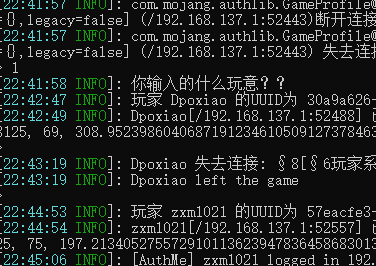 [22:41:57 INFO]: com.mojang.authlib.GameProfile@
={},legacy=false] (/192.168.137.1:52443)断开连接
[22:41:57 INFO]: com.mojang.authlib.GameProfile@
={},legacy=false] (/192.168.137.1:52443) 失去连
> l
[22:41:58 INFO]: 你输入的什么玩意？？
[22:42:47 INFO]: 玩家 Dpoxiao 的UUID为 30a9a626-
[22:42:49 INFO]: Dpoxiao[/192.168.137.1:52488] 已
3125, 69, 308.9523986040687191234610509127378463
>
[22:43:19 INFO]: Dpoxiao 失去连接: §8[§6玩家系
[22:43:19 INFO]: Dpoxiao left the game
>
[22:44:53 INFO]: 玩家 zxm1021 的UUID为 57eacfe3-
[22:44:54 INFO]: zxm1021[/192.168.137.1:52557] 已
25, 75, 197.2134052755729101136239478364586830013
[22:45:06 INFO]: [AuthMe] zxm1021 logged in 192.